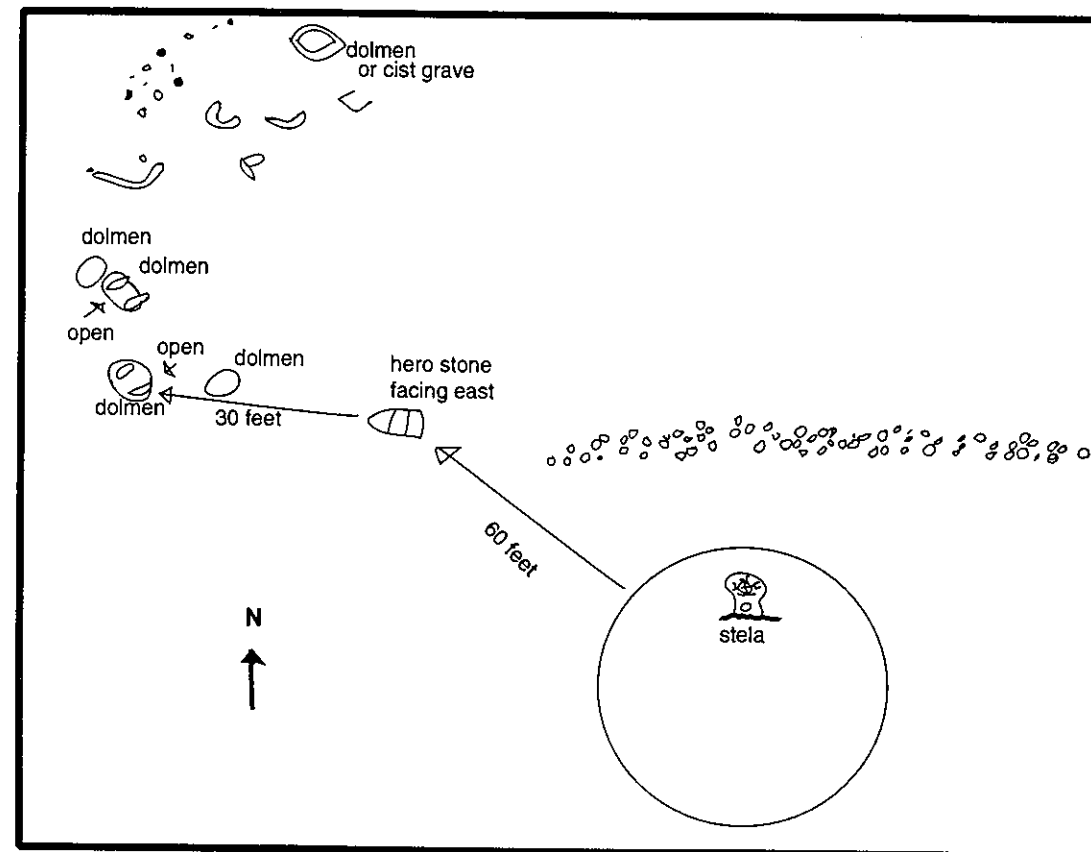 dolmen
or cist grave
dolmen
dolmen
open
open
dolmen
hero stone
facing east
dolmen
30 feet
60 feet
N
stela